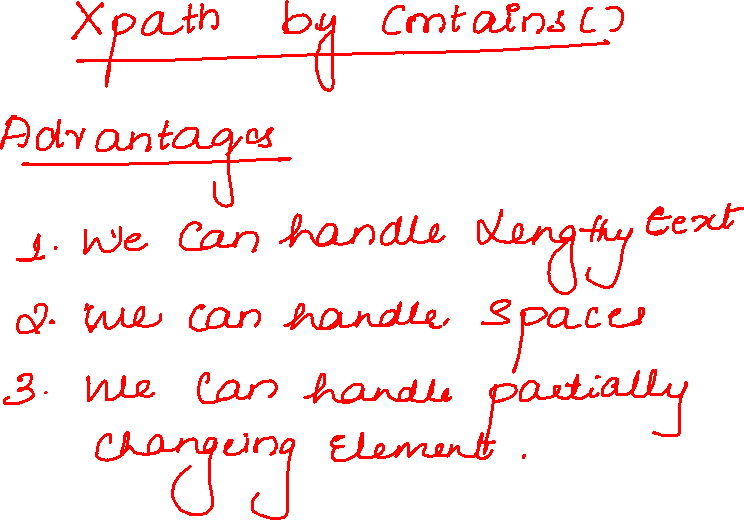 Xpath by Contains()
Advantages
1. We can handle Lengthy text
2. We can handle spaces
3. We can handle partially
changing Element.